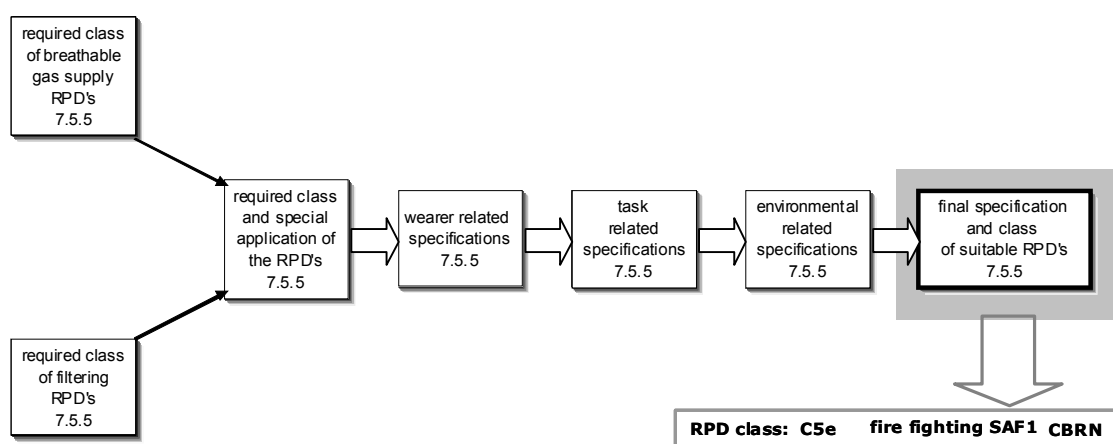 required class
of breathable
gas supply
RPD's
7.5.5
required class
and special
application of
the RPD's
7.5.5
wearer related
specifications
7.5.5
task
related
specifications
7.5.5
environmental
related
specifications
7.5.5
final specification
and class
of suitable RPD's
7.5.5
required class
of filtering
RPD's
7.5.5
RPD class: C5e fire fighting SAF1 CBRN